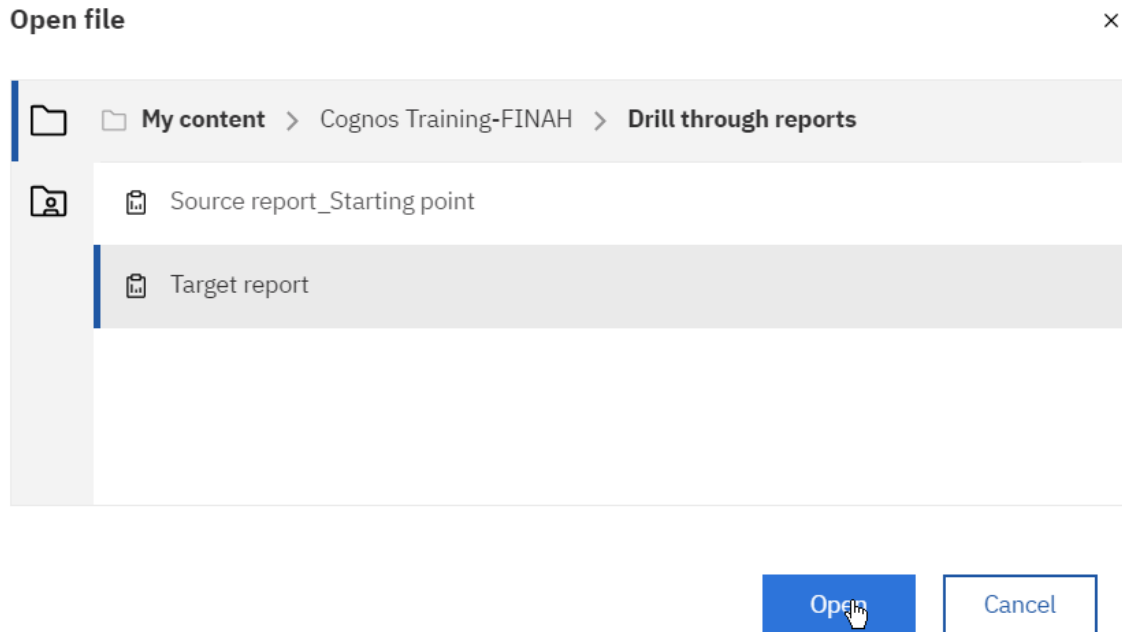 Open file
My content > Cognos Training-FINAH > Drill through reports
Source report_Starting point
Target report
Open Cancel